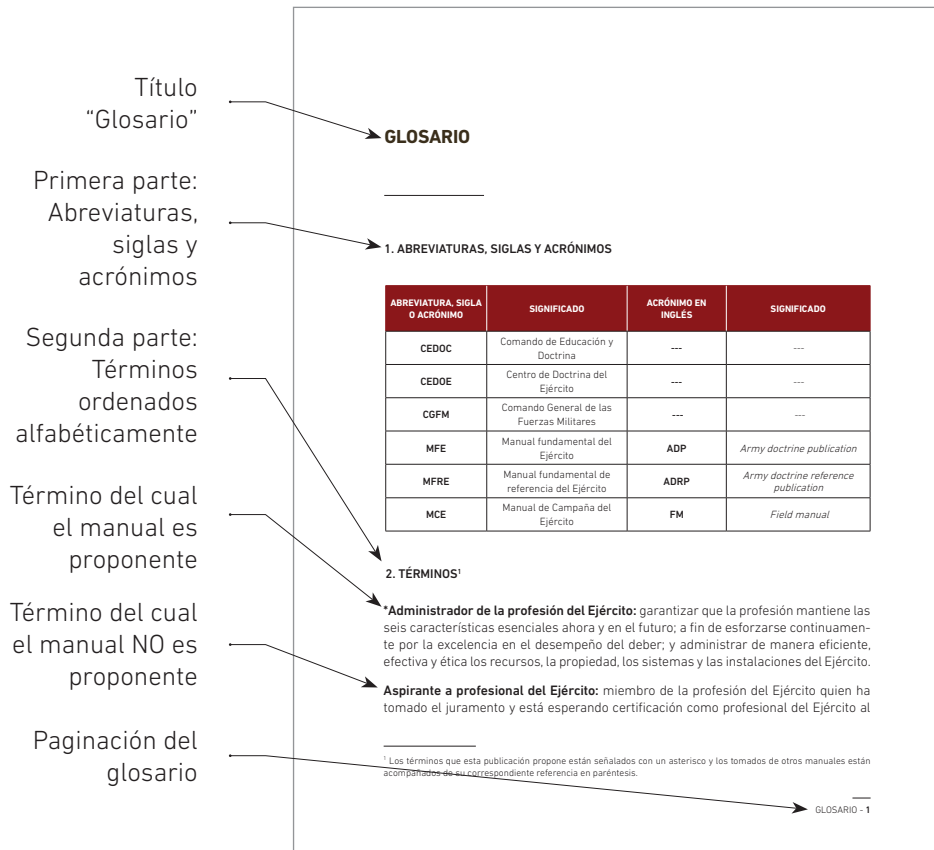 Título
“Glosario”
Primera parte:
Abreviaturas,
siglas y
acrónimos
Segunda parte:
Términos
ordenados
alfabéticamente
Término del cual
el manual es
proponente
Término del cual
el manual NO es
proponente
Paginación del
glosario
GLOSARIO
1. ABREVIATURAS, SIGLAS Y ACRÓNIMOS
ABREVIATURA, SIGLA
O ACRÓNIMO
SIGNIFICADO
ACRÓNIMO EN
INGLÉS
SIGNIFICADO
CEDOC
Comando de Educación y
Doctrina
---
---
CEDOE
Centro de Doctrina del
Ejército
---
---
CGFM
Comando General de las
Fuerzas Militares
---
---
MFE
Manual fundamental del
Ejército
ADP
Army doctrine publication
MFRE
Manual fundamental de
referencia del Ejército
ADRP
Army doctrine reference
publication
MCE
Manual de Campaña del
Ejército
FM
Field manual
2. TÉRMINOS¹
*Administrador de la profesión del Ejército: garantizar que la profesión mantiene las
seis características esenciales ahora y en el futuro; a fin de esforzarse continuamen-
te por la excelencia en el desempeño del deber; y administrar de manera eficiente,
efectiva y ética los recursos, la propiedad, los sistemas y las instalaciones del Ejército.
Aspirante a profesional del Ejército: miembro de la profesión del Ejército quien ha
tomado el juramento y está esperando certificación como profesional del Ejército al
¹ Los términos que esta publicación propone están señalados con un asterisco y los tomados de otros manuales están
acompañados de su correspondiente referencia en paréntesis.
GLOSARIO - 1